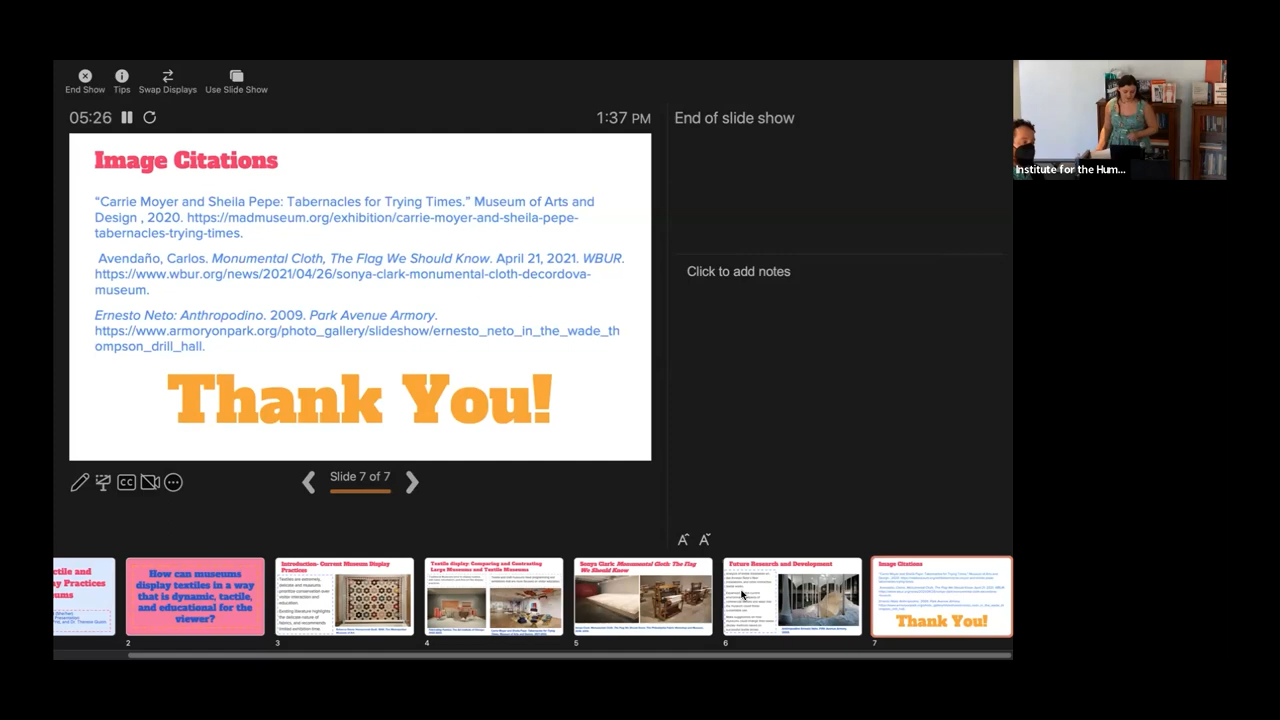 End Show
Tips
Swap Displays
Use Slide Show
05:26
1:37 PM
Image Citations
“Carrie Moyer and Sheila Pepe: Tabernacles for Trying Times.” Museum of Arts and
Design , 2020. https://madmuseum.org/exhibition/carrie-moyer-and-sheila-pepe-
tabernacles-trying-times.
Avendaño, Carlos. Monumental Cloth, The Flag We Should Know. April 21, 2021. WBUR.
https://www.wbur.org/news/2021/04/26/sonya-clark-monumental-cloth-decordova-
museum.
Ernesto Neto: Anthropodino. 2009. Park Avenue Armory.
https://www.armoryonpark.org/photo_gallery/slideshow/ernesto_neto_in_the_wade_th
ompson_drill_hall.
Thank You!
CC
Slide 7 of 7
End of slide show
Click to add notes
Institute for the Hum...
How can museums
display textiles in a way
that is dynamic, tactile,
and educational for the
viewer?
2
Introduction- Current Museum Display
Practices
3
Textile display: Comparing and Contrasting
Large Museums and Textile Museums
4
Sonya Clark Monumental Cloth The Flag
We Should Know
5
Future Research and Development
6
Image Citations
Thank You!
7